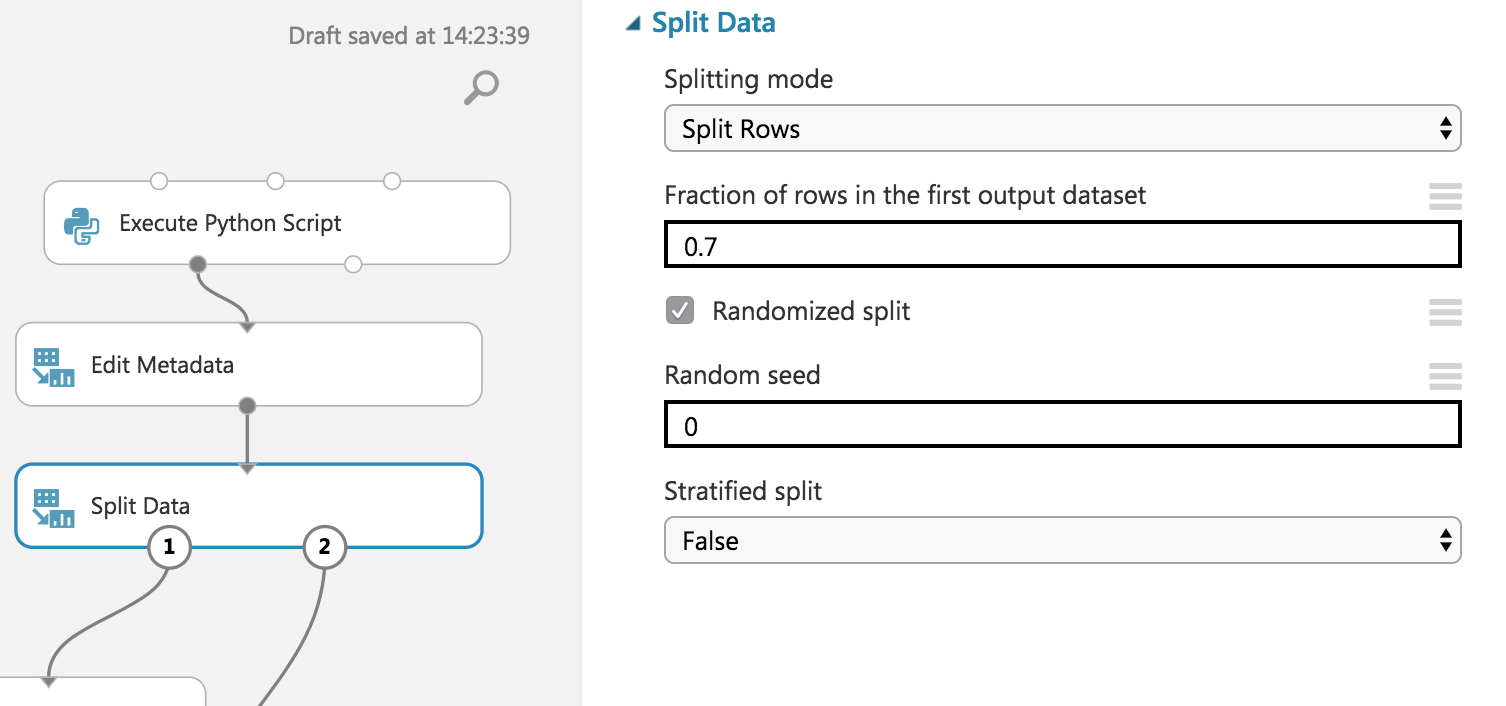 Draft saved at 14:23:39
Execute Python Script
Edit Metadata
Split Data
1
2
Split Data
Splitting mode
Split Rows
Fraction of rows in the first output dataset
0.7
Randomized split
Random seed
0
Stratified split
False